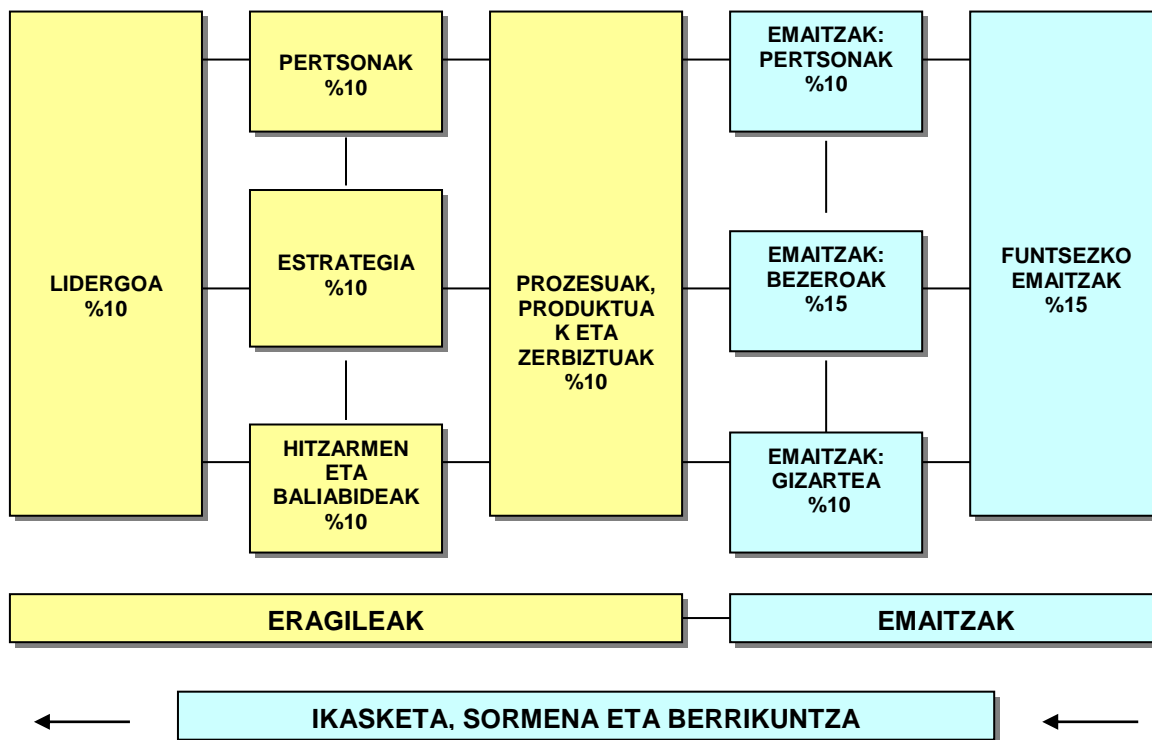 LIDERGOA
%10
PERTSONAK
%10
ESTRATEGIA
%10
HITZARMEN
ETA
BALIABIDEAK
%10
PROZESUAK,
PRODUKTUA
K ETA
ZERBIZTUAK
%10
EMAITZAK:
PERTSONAK
%10
EMAITZAK:
BEZEROAK
%15
EMAITZAK:
GIZARTEA
%10
FUNTSEZKO
EMAITZAK
%15
ERAGILEAK
EMAITZAK
IKASKETA, SORMENA ETA BERRIKUNTZA